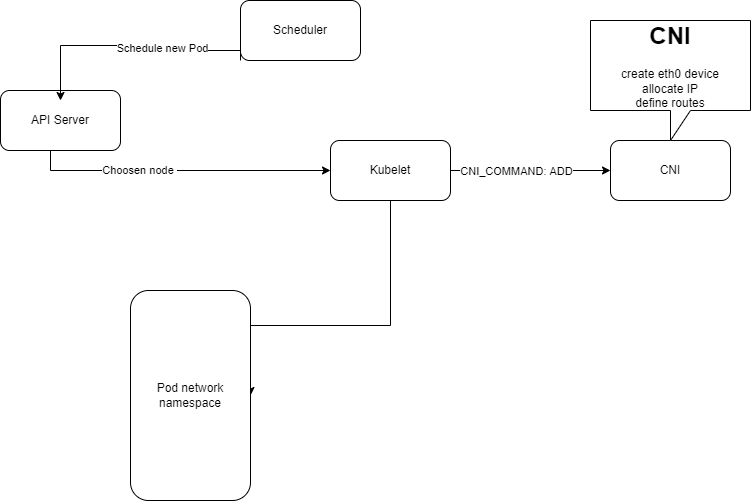 Scheduler
Schedule new Pod
API Server
Choosen node
Kubelet
CNI_COMMAND: ADD
CNI
CNI
create eth0 device
allocate IP
define routes
Pod network
namespace